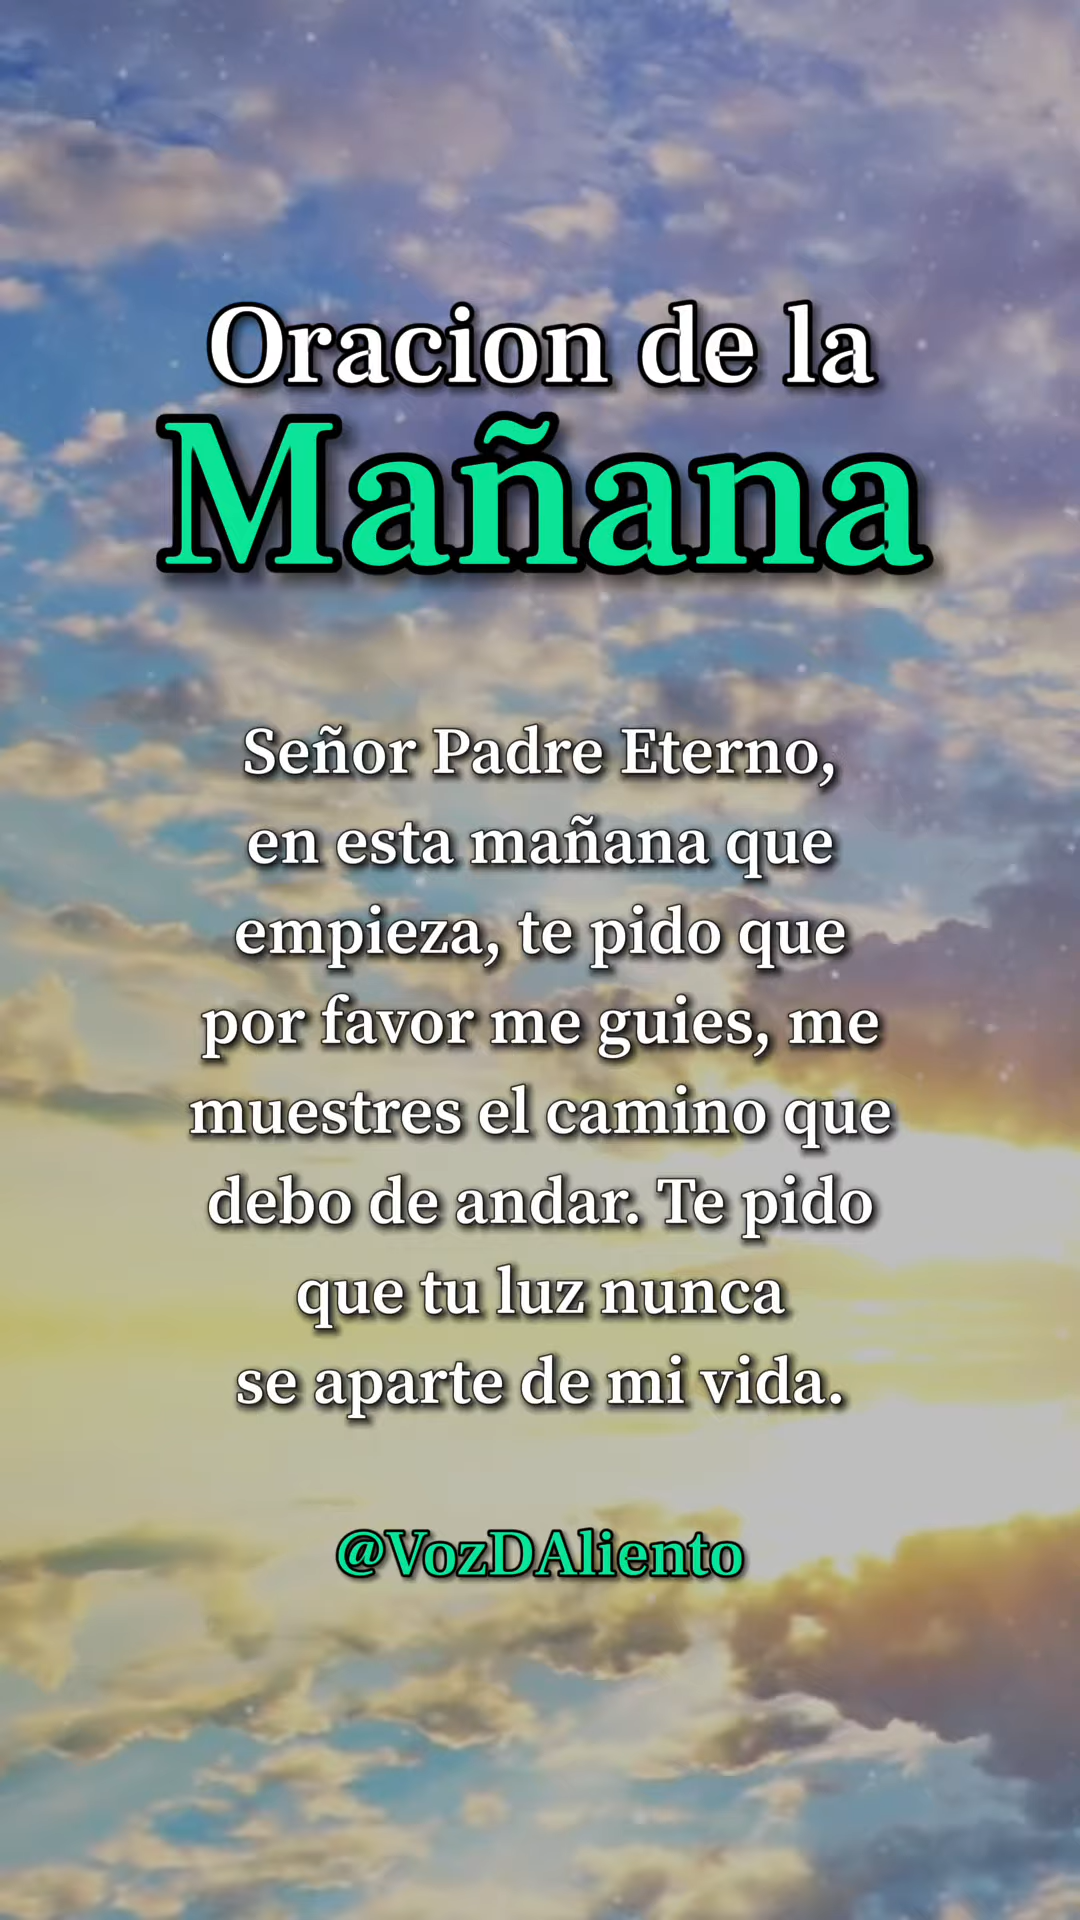 Oracion de la
Mañana
Señor Padre Eterno,
en esta mañana que
empieza, te pido que
por favor me guies, me
muestres el camino que
debo de andar. Te pido
que tu luz nunca
se aparte de mi vida.
@VozDAliento